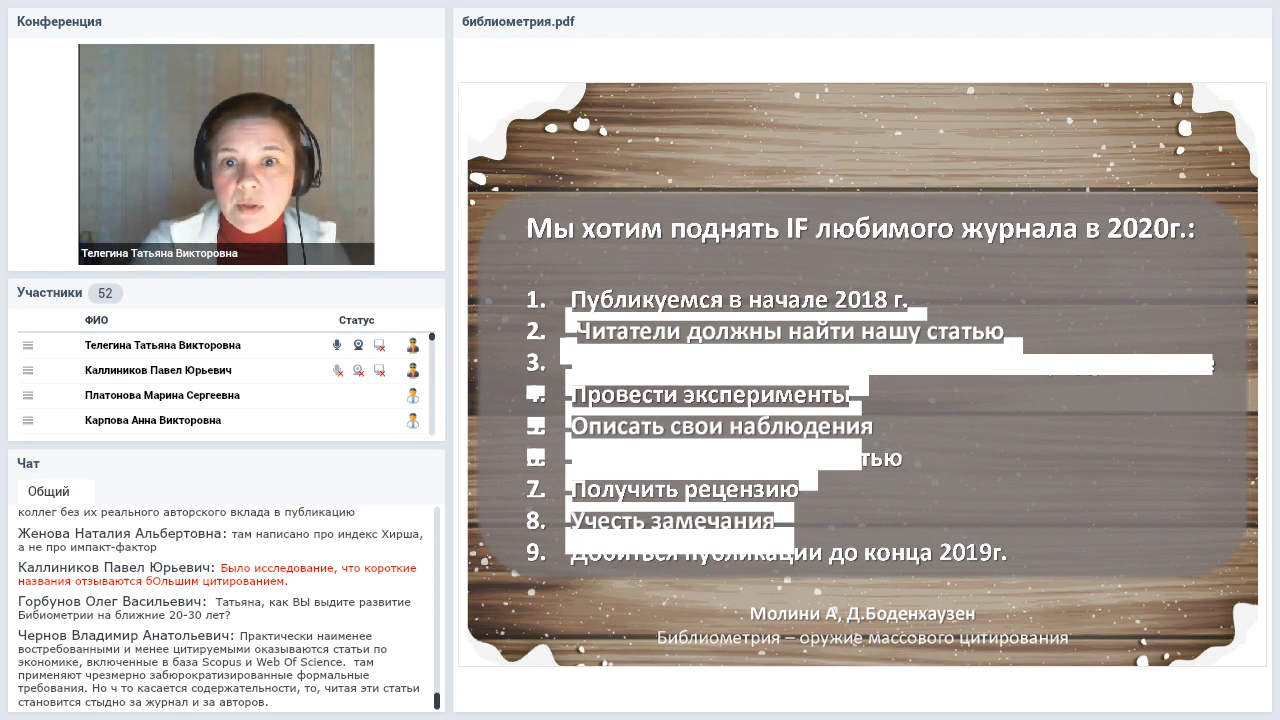 Конференция
Телегина Татьяна Викторовна
Участники 52
ФИО Статус
Телегина Татьяна Викторовна
Каллиников Павел Юрьевич
Платонова Марина Сергеевна
Карпова Анна Викторовна
Чат
Общий
коллег без их реального авторского вклада в публикацию
Женова Наталия Альбертовна: там написано про индекс Хирша,
а не про импакт-фактор
Каллиников Павел Юрьевич: Было исследование, что короткие
названия отзываются бОльшим цитированием.
Горбунов Олег Васильевич: Татьяна, как ВЫ выдите развитие
Бибиометрии на ближние 20-30 лет?
Чернов Владимир Анатольевич: Практически наименее
востребованными и менее цитируемыми оказываются статьи по
экономике, включенные в база Scopus и Web Of Science. там
применяют чрезмерно забюрократизированные формальные
требования. Но ч то касается содержательности, то, читая эти статьи
становится стыдно за журнал и за авторов.
библиометрия.pdf
Мы хотим поднять IF любимого журнала в 2020г.:
1. Публикуемся в начале 2018 г.
2. Читатели должны найти нашу статью
3.
4. Провести эксперименты
Описать свои наблюдения
7. Получить рецензию
8. Учесть замечания
9. Добиться публикации до конца 2019г.
Молини А, Д.Боденхаузен
Библиометрия – оружие массового цитирования